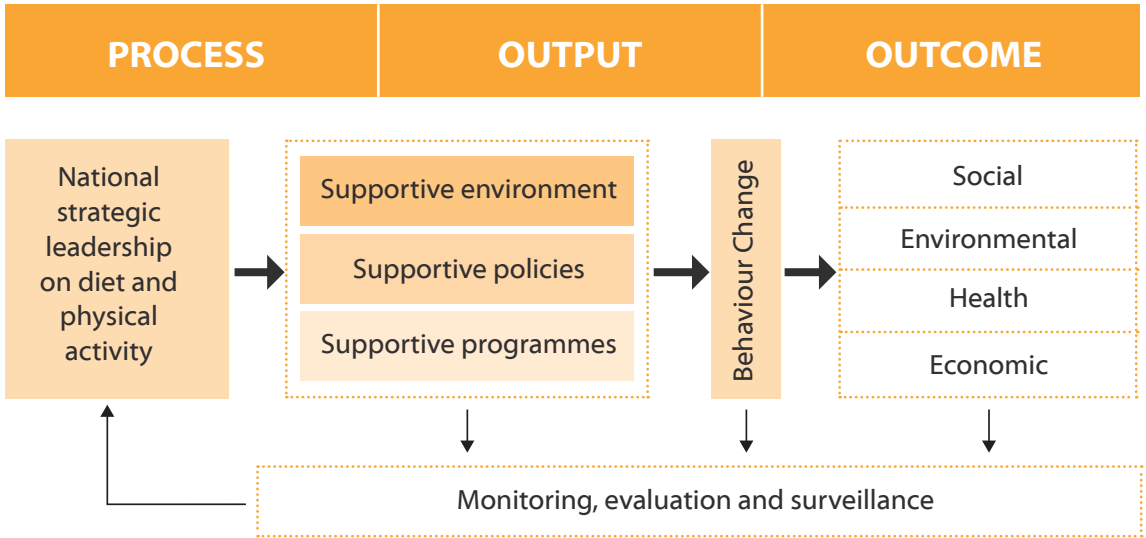 PROCESS
OUTPUT
OUTCOME
National
strategic
leadership
on diet and
physical
activity
Supportive environment
Supportive policies
Supportive programmes
Behaviour Change
Social
Environmental
Health
Economic
Monitoring, evaluation and surveillance